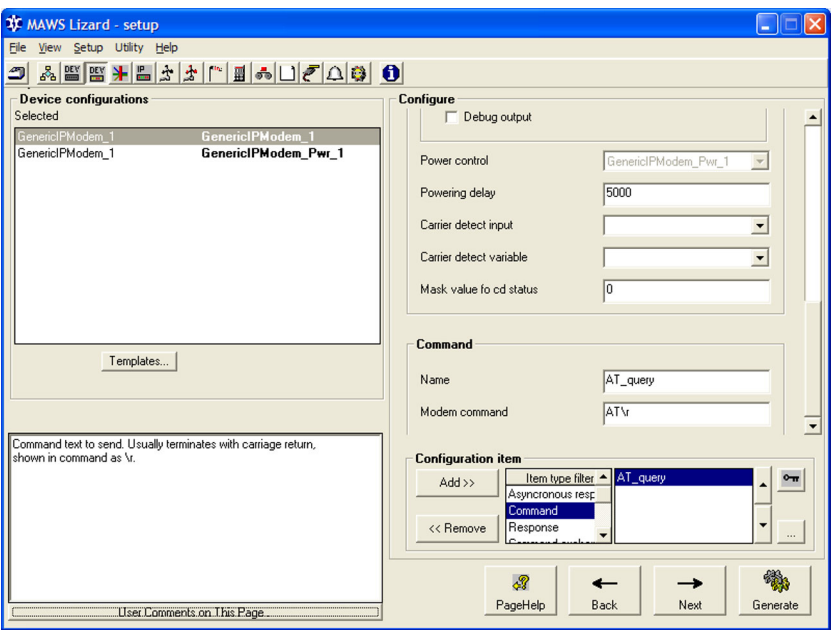 MAWS Lizard - setup
File View Setup Utility Help
DEV DEV IP
Device configurations
Selected
GenericIPModem_1 GenericIPModem_1
GenericIPModem_1 GenericIPModem_Pwr_1
Templates...
Command text to send. Usually terminates with carriage return,
shown in command as \r.
User Comments on This Page..
Configure
Debug output
Power control GenericIPModem_Pwr_1
Powering delay 5000
Carrier detect input
Carrier detect variable
Mask value fo cd status 0
Command
Name AT_query
Modem command AT\r
Configuration item
Add >>
<< Remove
Item type filter
Asyncronous resp
Command
Response
AT_query
...
PageHelp Back Next Generate